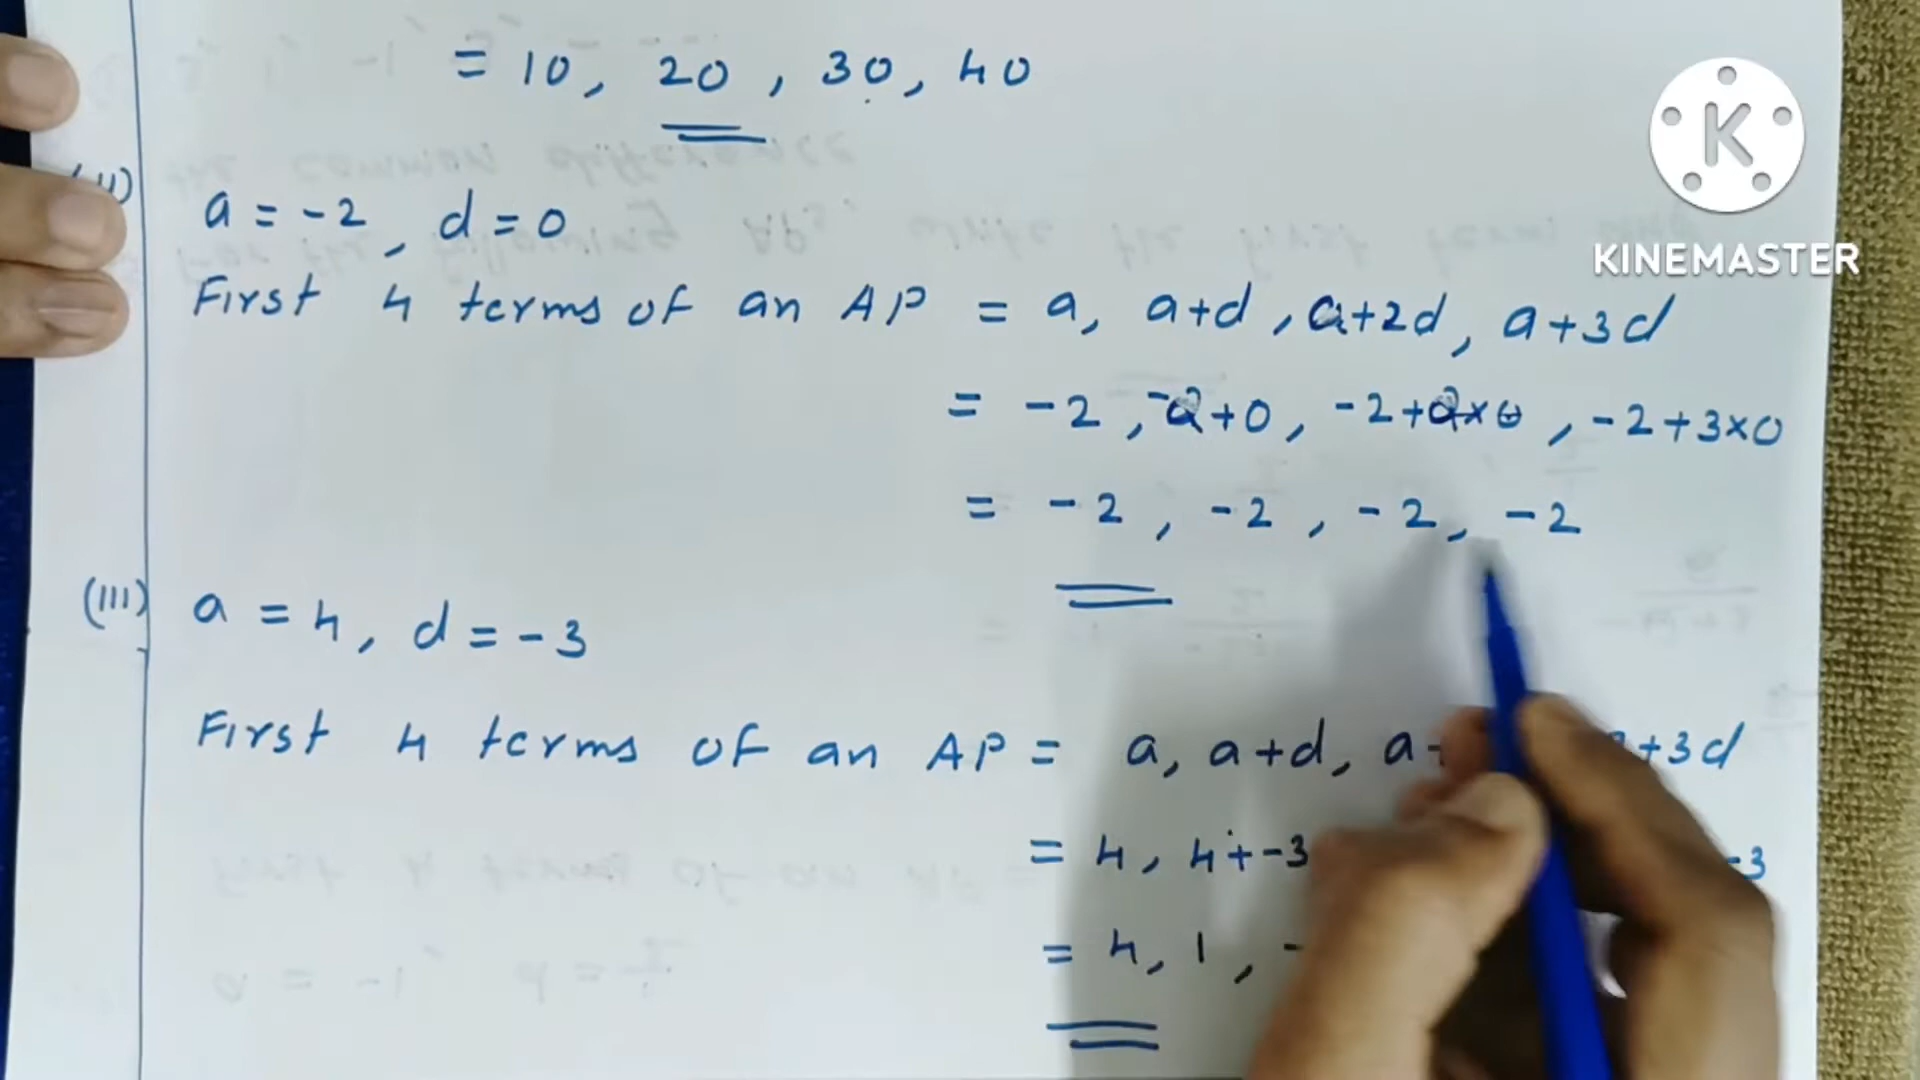 = 10, 20, 30, 40
K
KINEMASTER
a = -2, d = 0
First 4 terms of an AP = a, a+d, a+2d, a+3d
= -2, -2+0, -2+2×0, -2+3×0
= -2, -2, -2, -2
(III) a = 4, d = -3
First 4 terms of an AP = a, a+d, a+ +3d
= 4, 4+-3 -3
= 4, 1, -